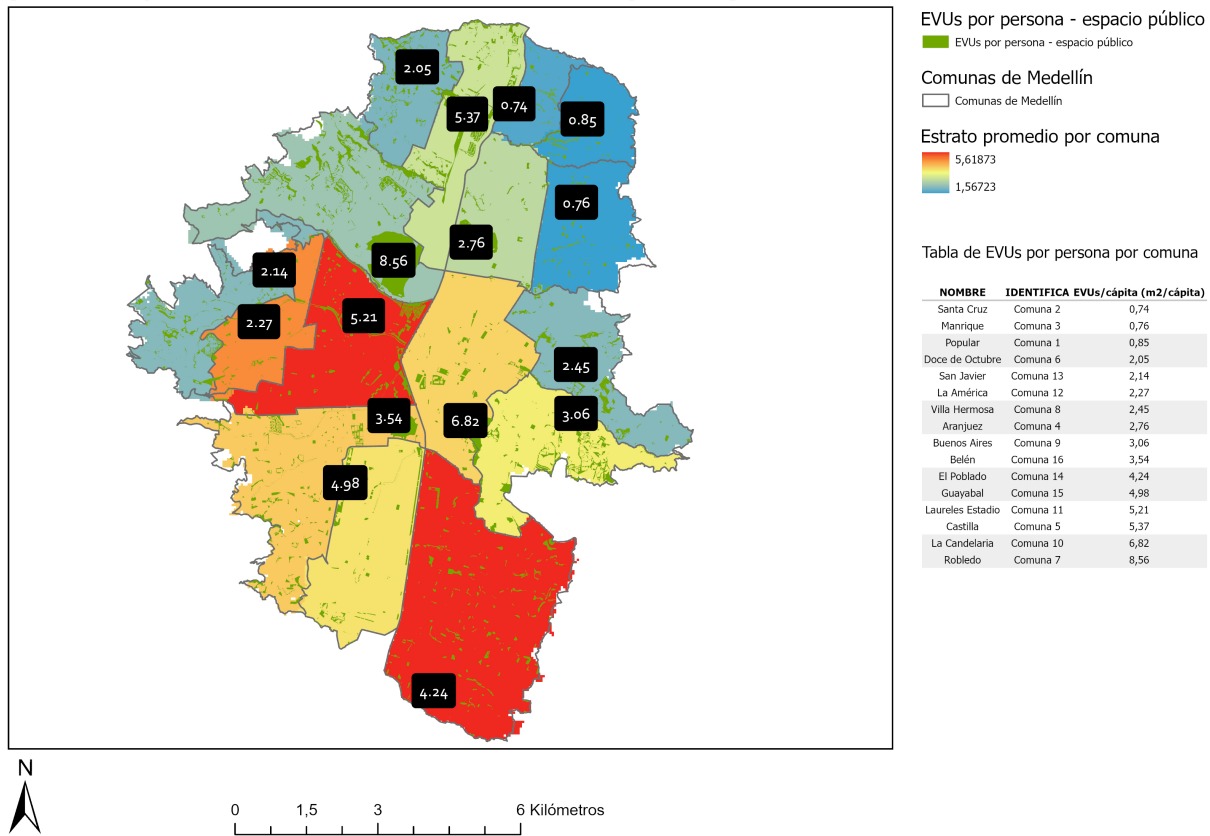 2.05
5.37
0.74
0.85
0.76
2.76
8.56
2.14
5.21
2.27
2.45
3.54
6.82
3.06
4.98
4.24
N
0 1,5 3 6 Kilómetros
EVUs por persona - espacio público
EVUs por persona - espacio público
Comunas de Medellín
Comunas de Medellín
Estrato promedio por comuna
5,61873
1,56723
Tabla de EVUs por persona por comuna
NOMBRE IDENTIFICA EVUs/cápita (m2/cápita)
Santa Cruz Comuna 2 0,74
Manrique Comuna 3 0,76
Popular Comuna 1 0,85
Doce de Octubre Comuna 6 2,05
San Javier Comuna 13 2,14
La América Comuna 12 2,27
Villa Hermosa Comuna 8 2,45
Aranjuez Comuna 4 2,76
Buenos Aires Comuna 9 3,06
Belén Comuna 16 3,54
El Poblado Comuna 14 4,24
Guayabal Comuna 15 4,98
Laureles Estadio Comuna 11 5,21
Castilla Comuna 5 5,37
La Candelaria Comuna 10 6,82
Robledo Comuna 7 8,56